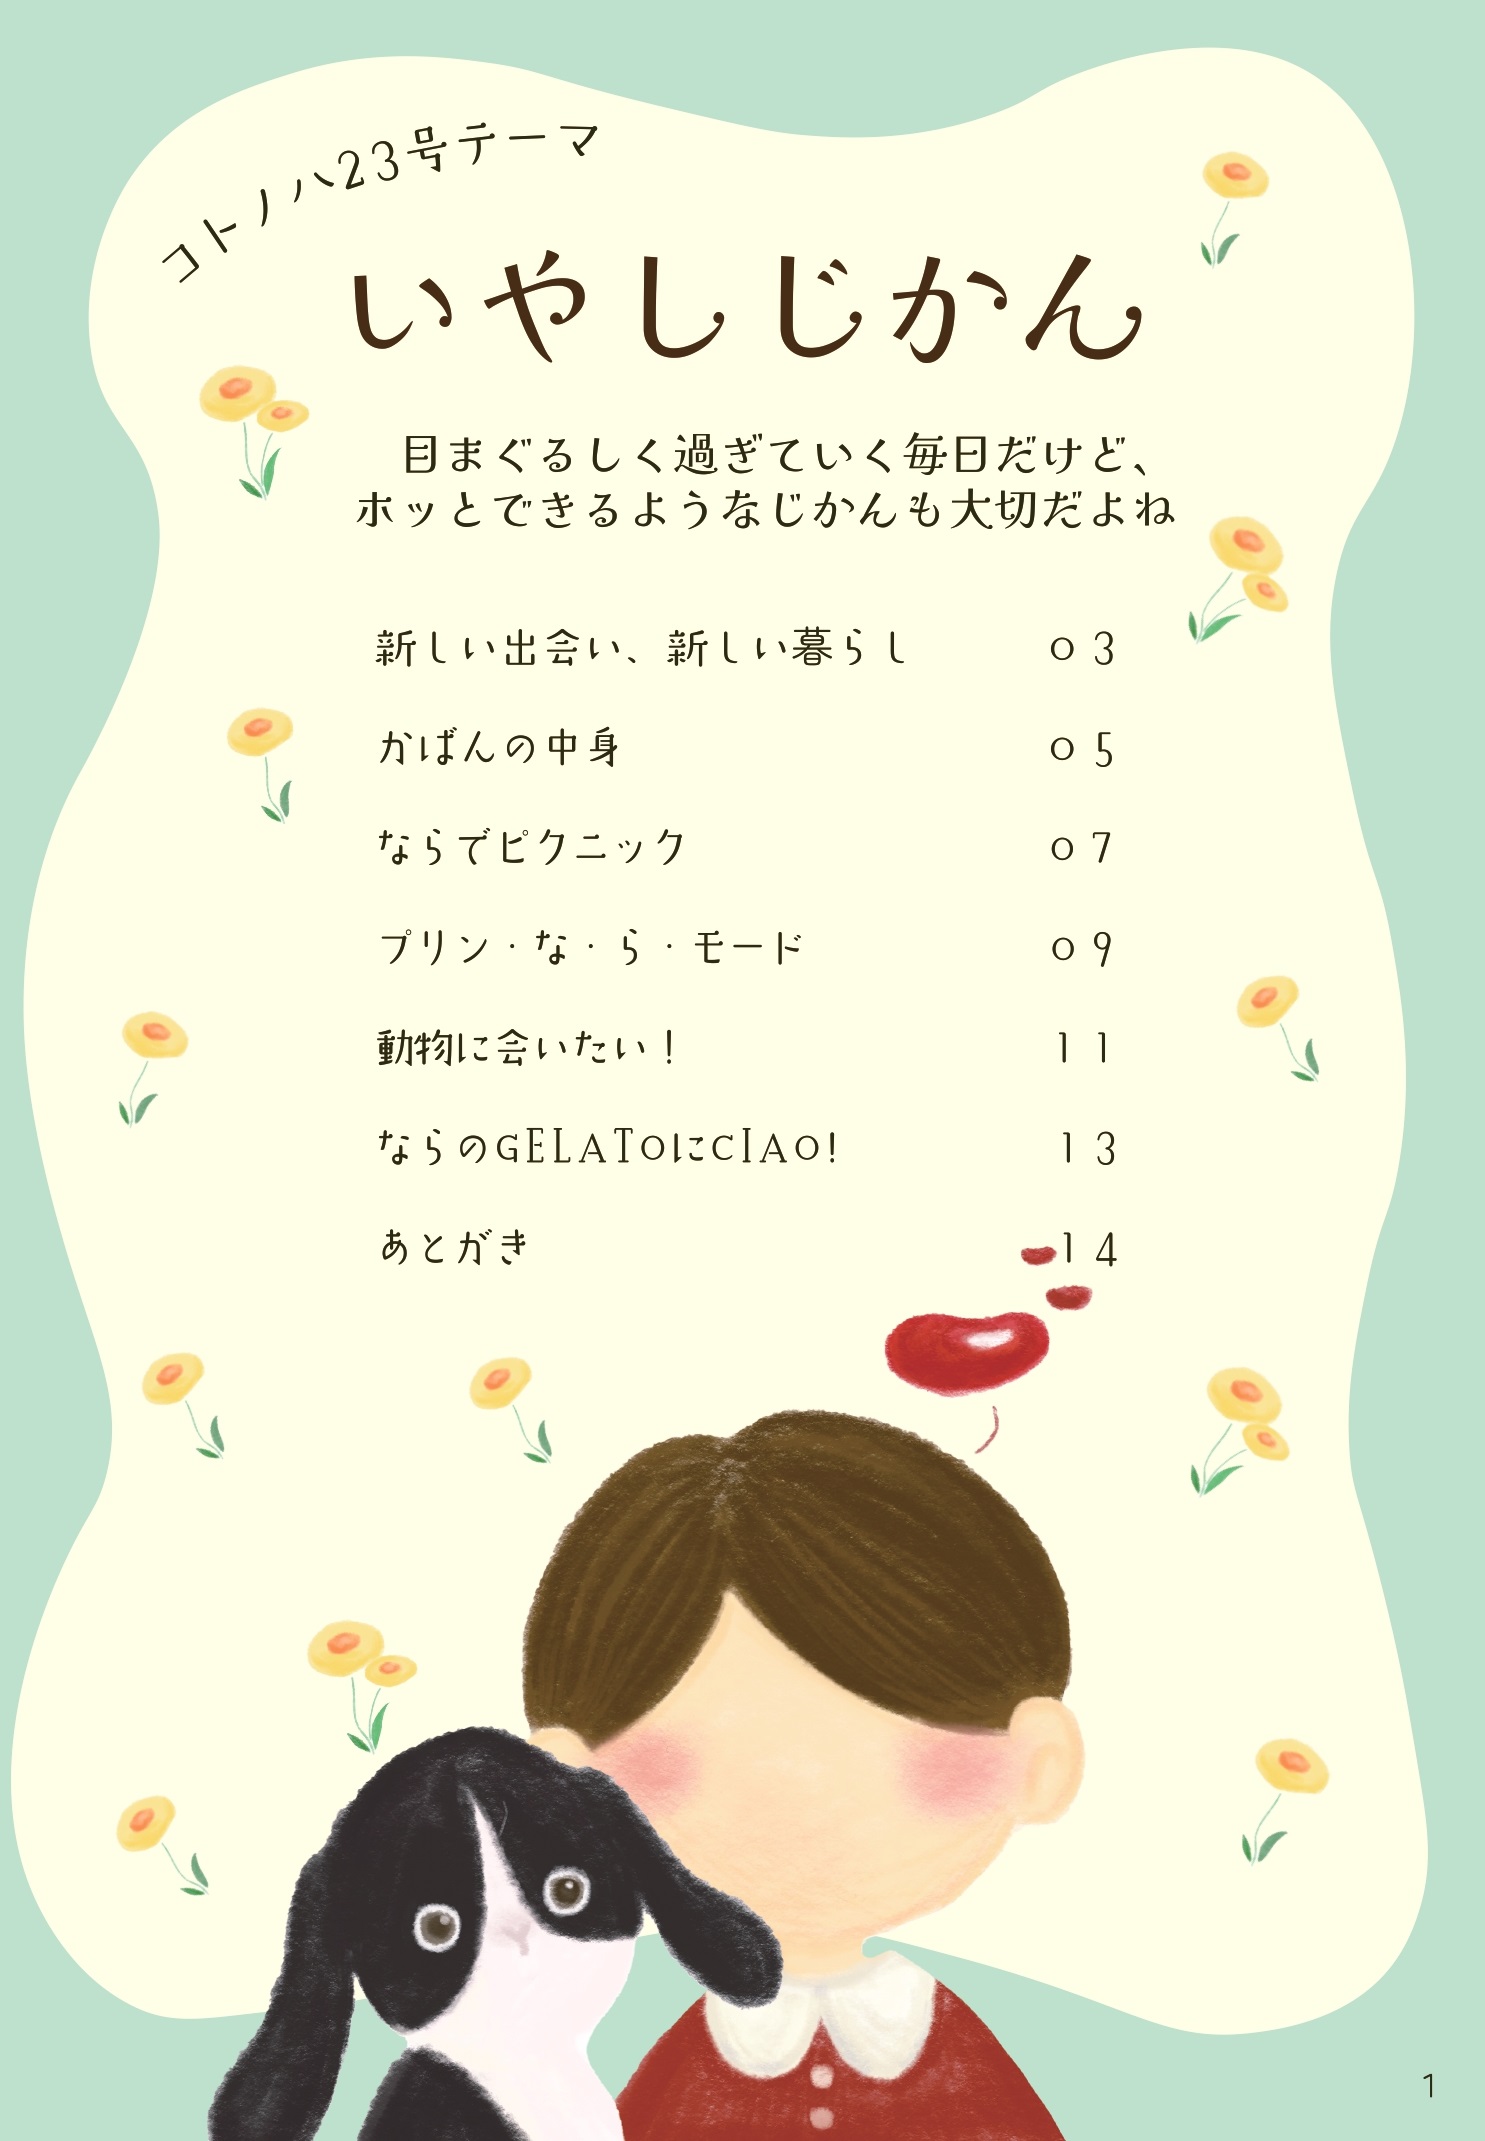 コトノハ23号テーマ
いやしじかん
目まぐるしく過ぎていく毎日だけど、
ホッとできるようなじかんも大切だよね
新しい出会い、新しい暮らし 03
かばんの中身 05
ならでピクニック 07
プリン・な・ら・モード 09
動物に会いたい！ 11
ならのGELATOにCIAO! 13
あとがき 14
1